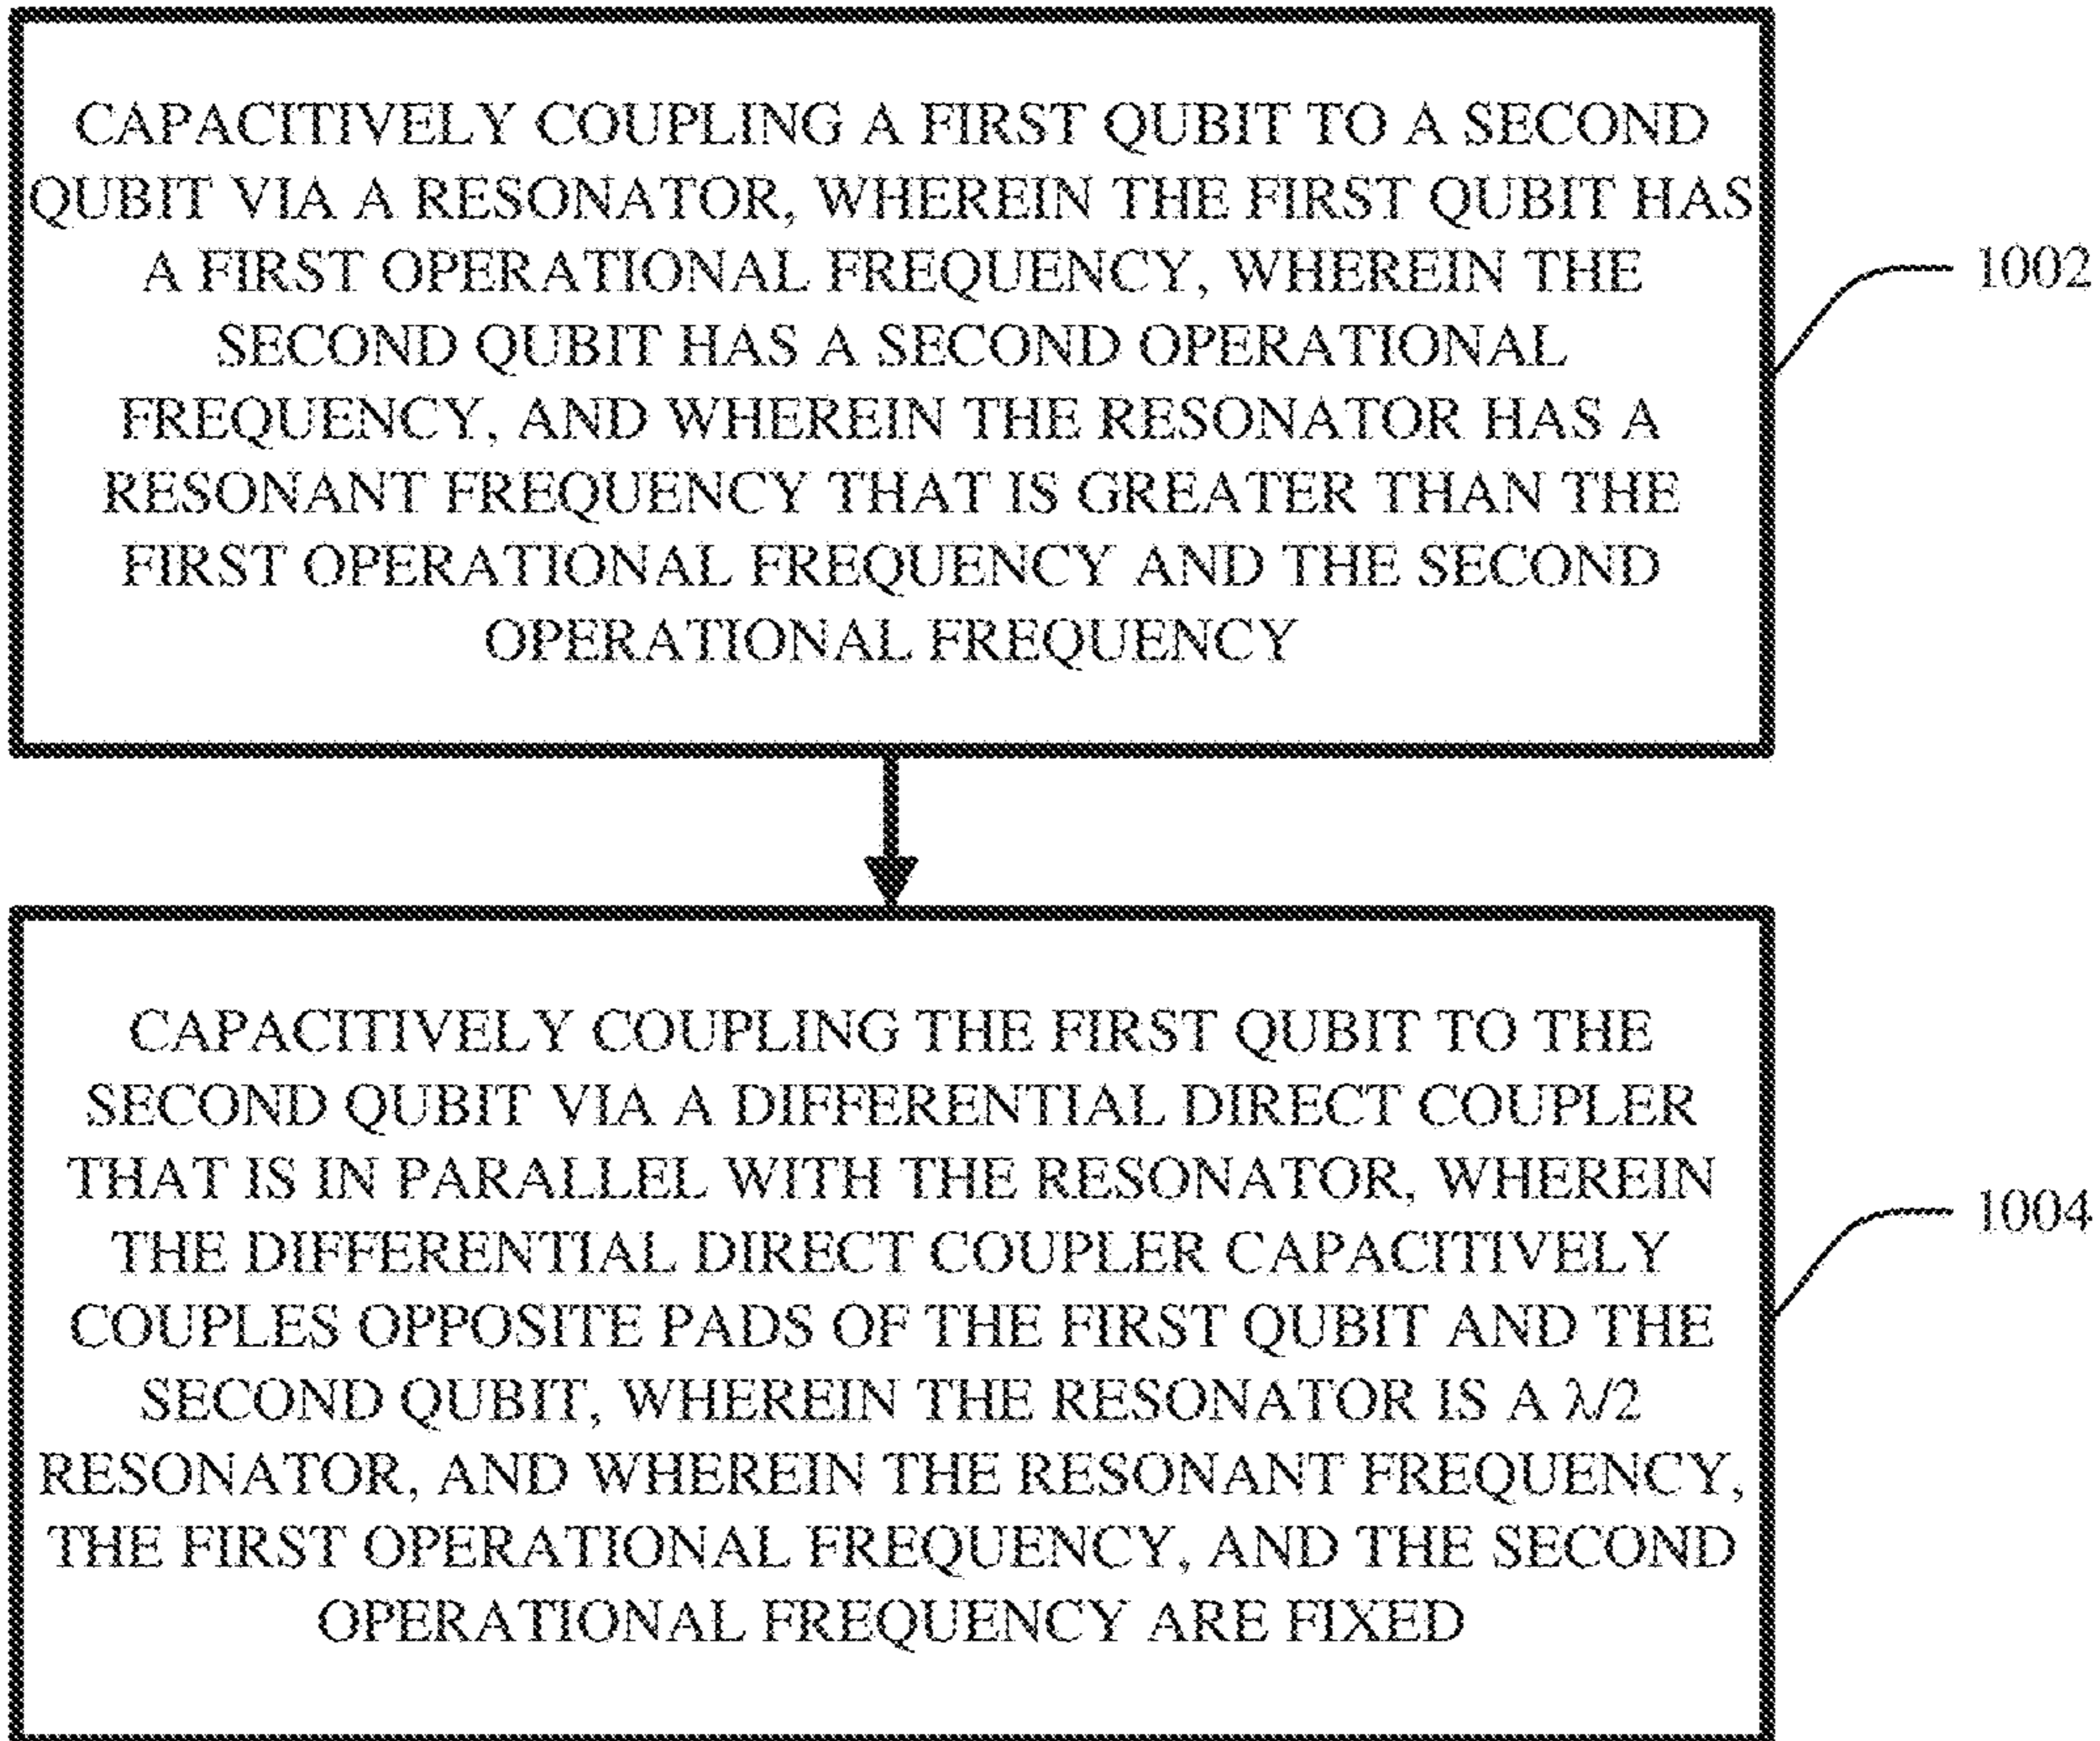 CAPACITIVELY COUPLING A FIRST QUBIT TO A SECOND
QUBIT VIA A RESONATOR, WHEREIN THE FIRST QUBIT HAS
A FIRST OPERATIONAL FREQUENCY, WHEREIN THE
SECOND QUBIT HAS A SECOND OPERATIONAL
FREQUENCY, AND WHEREIN THE RESONATOR HAS A
RESONANT FREQUENCY THAT IS GREATER THAN THE
FIRST OPERATIONAL FREQUENCY AND THE SECOND
OPERATIONAL FREQUENCY
1002
CAPACITIVELY COUPLING THE FIRST QUBIT TO THE
SECOND QUBIT VIA A DIFFERENTIAL DIRECT COUPLER
THAT IS IN PARALLEL WITH THE RESONATOR, WHEREIN
THE DIFFERENTIAL DIRECT COUPLER CAPACITIVELY
COUPLES OPPOSITE PADS OF THE FIRST QUBIT AND THE
SECOND QUBIT, WHEREIN THE RESONATOR IS A λ/2
RESONATOR, AND WHEREIN THE RESONANT FREQUENCY,
THE FIRST OPERATIONAL FREQUENCY, AND THE SECOND
OPERATIONAL FREQUENCY ARE FIXED
1004